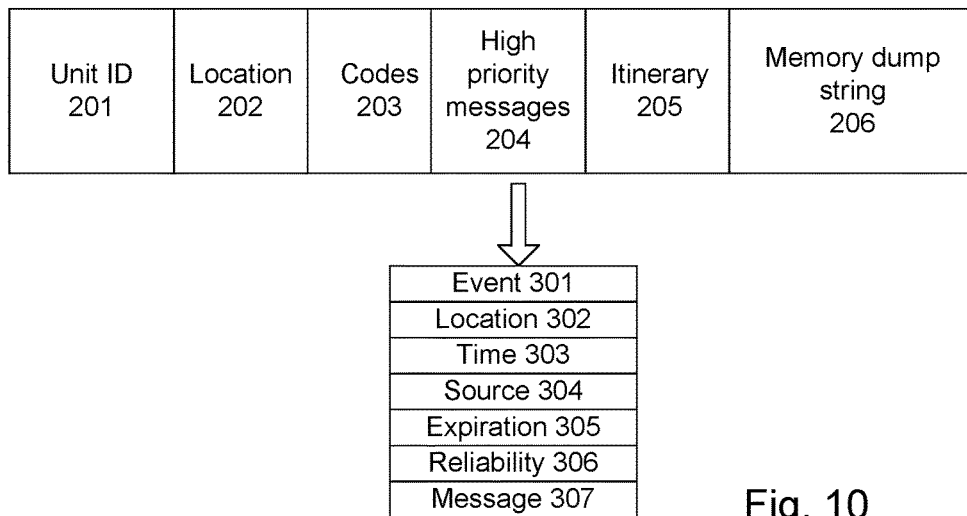 Unit ID
201
Location
202
Codes
203
High
priority
messages
204
Itinerary
205
Memory dump
string
206
Event 301
Location 302
Time 303
Source 304
Expiration 305
Reliability 306
Message 307
Fig. 10